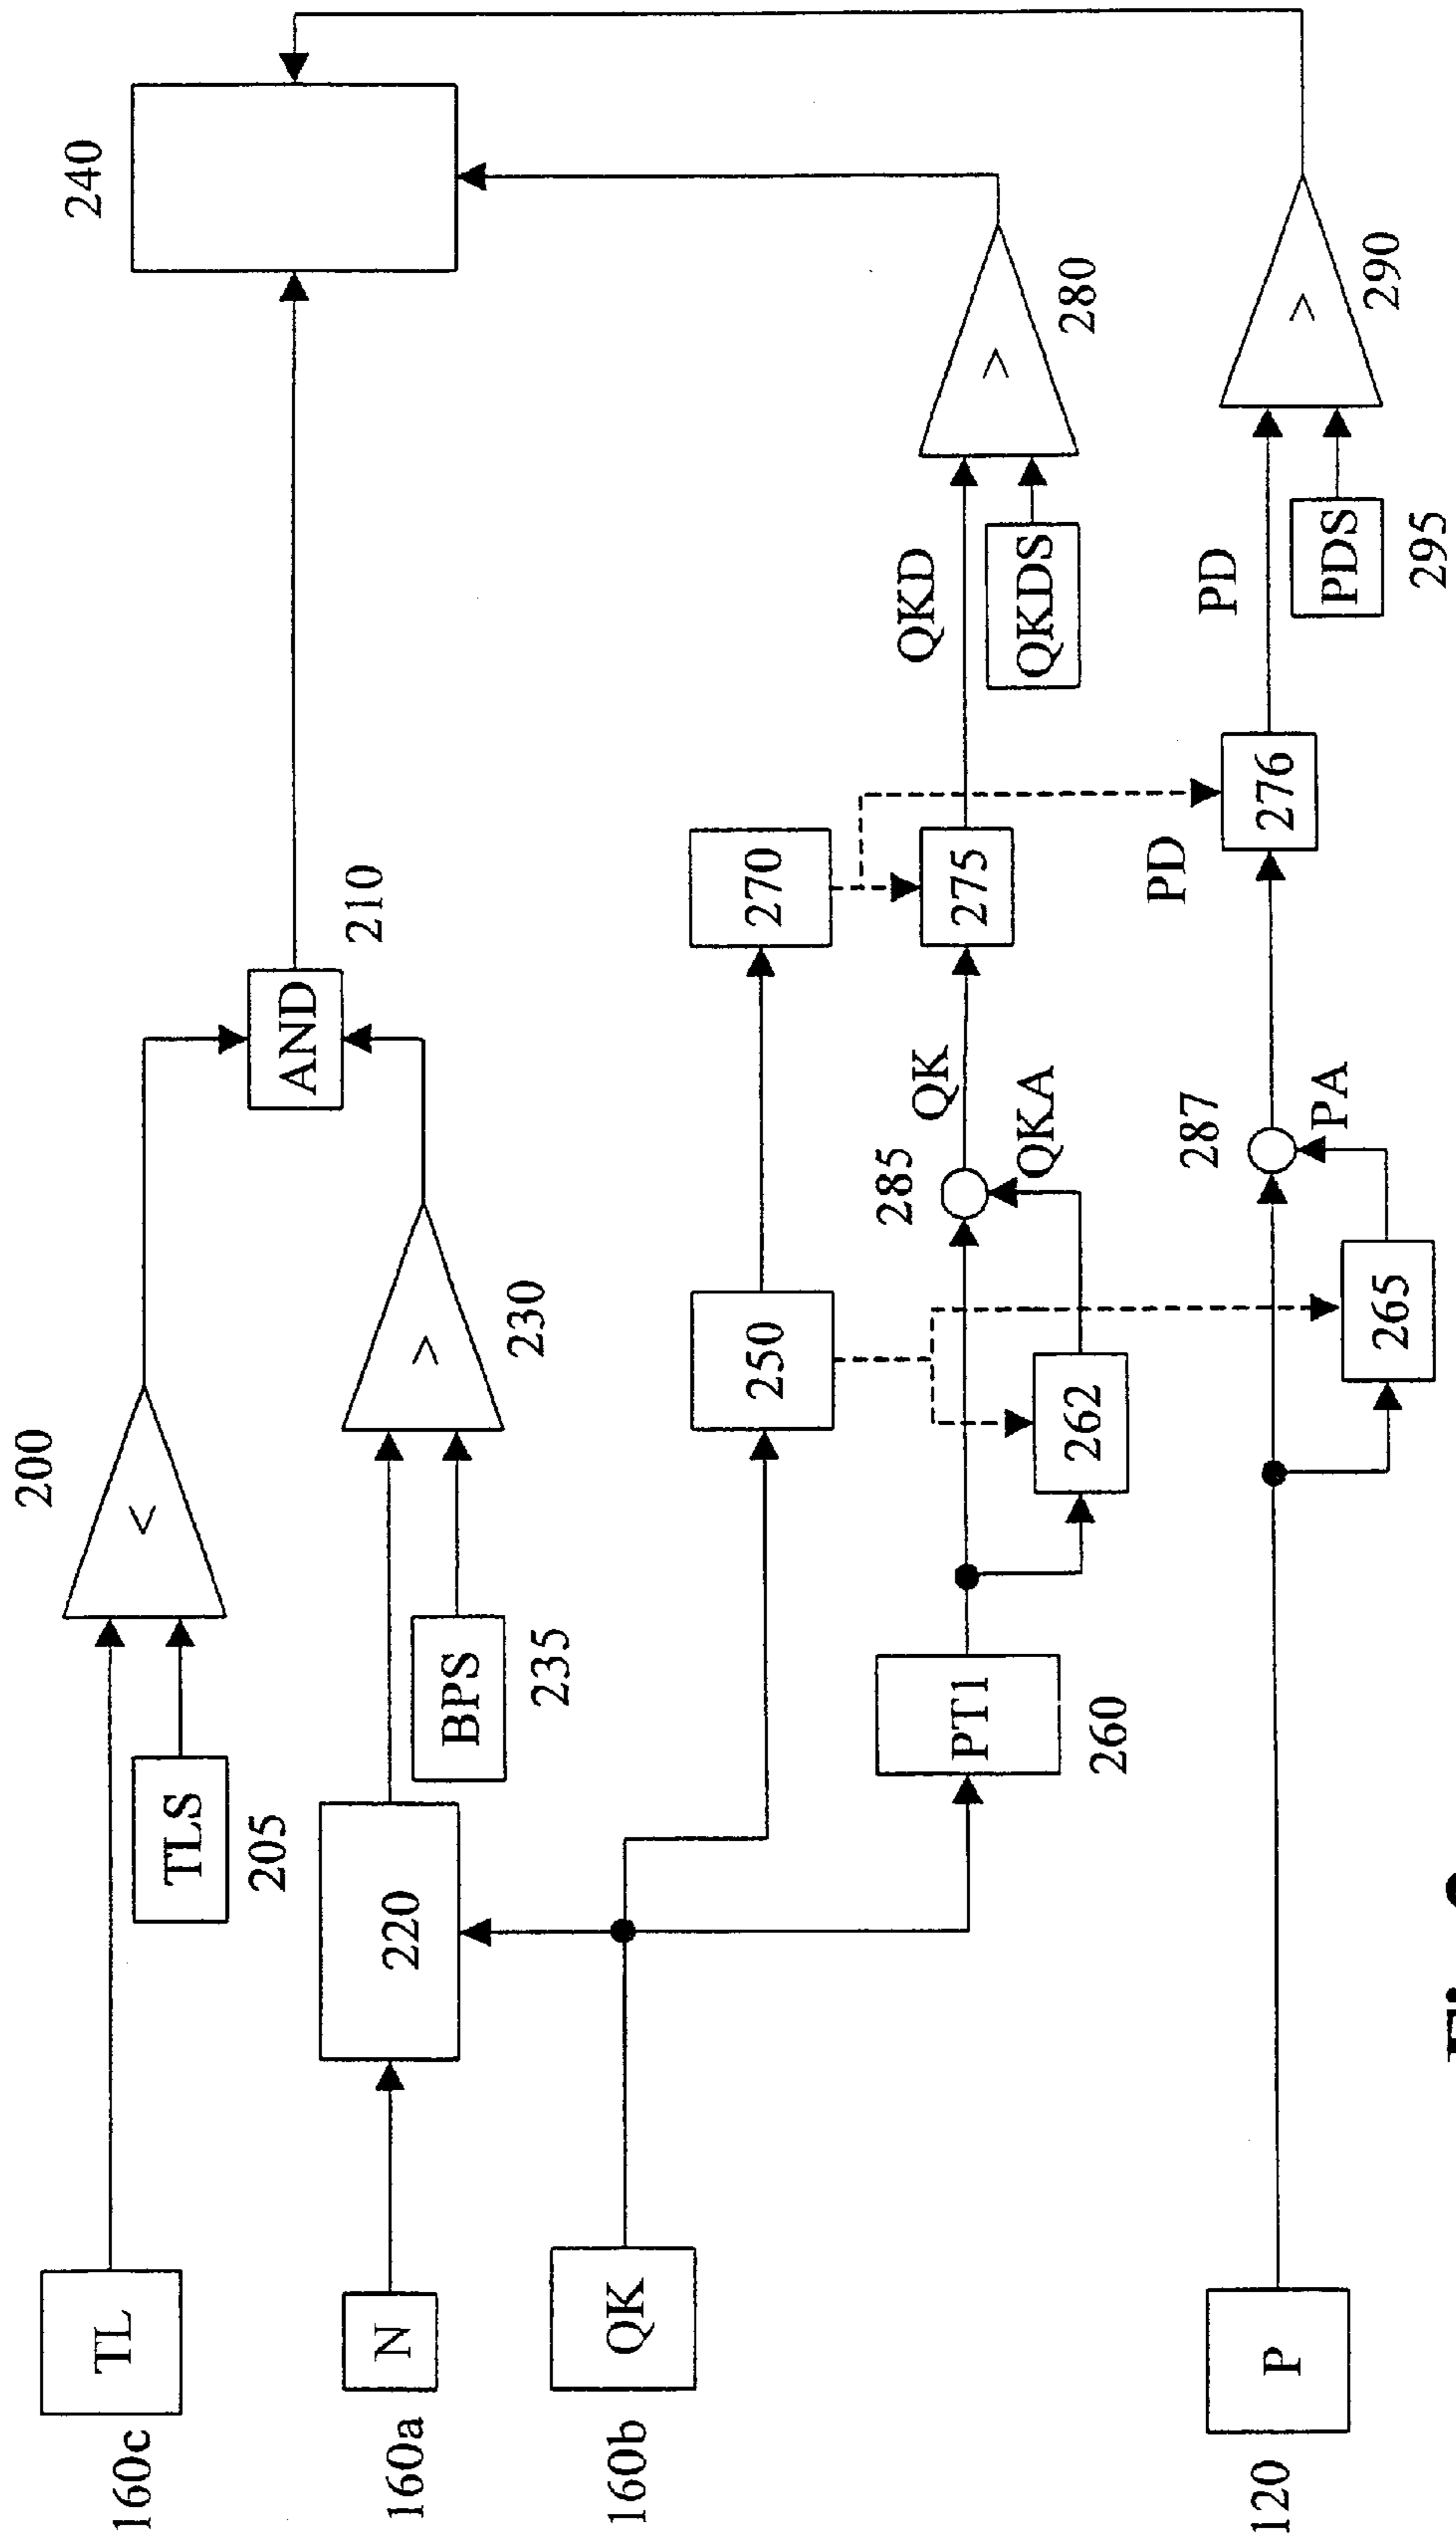 160c
TL
TLS
205
<
200
160a
N
220
BPS
235
>
230
AND
210
240
160b
QK
250
270
PT1
260
262
285
QK
QKA
275
QKD
QKDS
>
280
120
P
265
287
PA
PD
276
PD
PDS
295
>
290